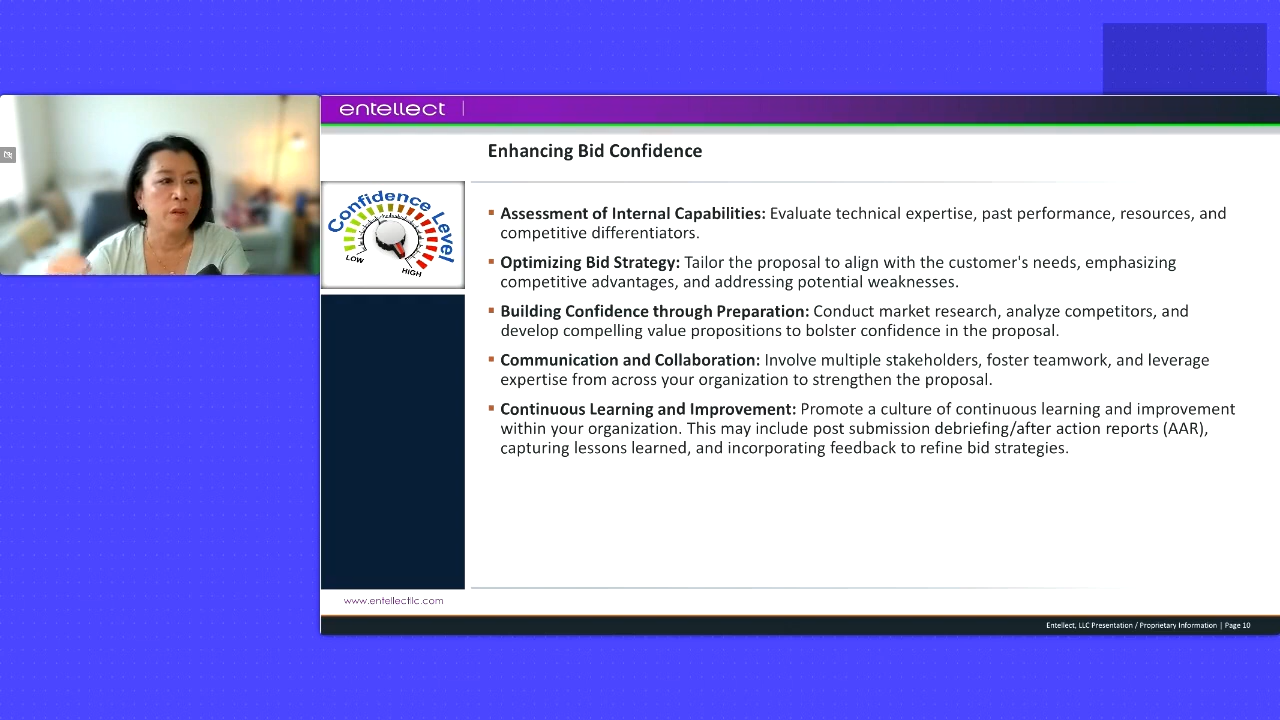 entellect
Enhancing Bid Confidence
Confidence Level
LOW
HIGH
▪ Assessment of Internal Capabilities: Evaluate technical expertise, past performance, resources, and
competitive differentiators.
▪ Optimizing Bid Strategy: Tailor the proposal to align with the customer's needs, emphasizing
competitive advantages, and addressing potential weaknesses.
▪ Building Confidence through Preparation: Conduct market research, analyze competitors, and
develop compelling value propositions to bolster confidence in the proposal.
▪ Communication and Collaboration: Involve multiple stakeholders, foster teamwork, and leverage
expertise from across your organization to strengthen the proposal.
▪ Continuous Learning and Improvement: Promote a culture of continuous learning and improvement
within your organization. This may include post submission debriefing/after action reports (AAR),
capturing lessons learned, and incorporating feedback to refine bid strategies.
www.entellectllc.com
Entellect, LLC Presentation / Proprietary Information | Page 10